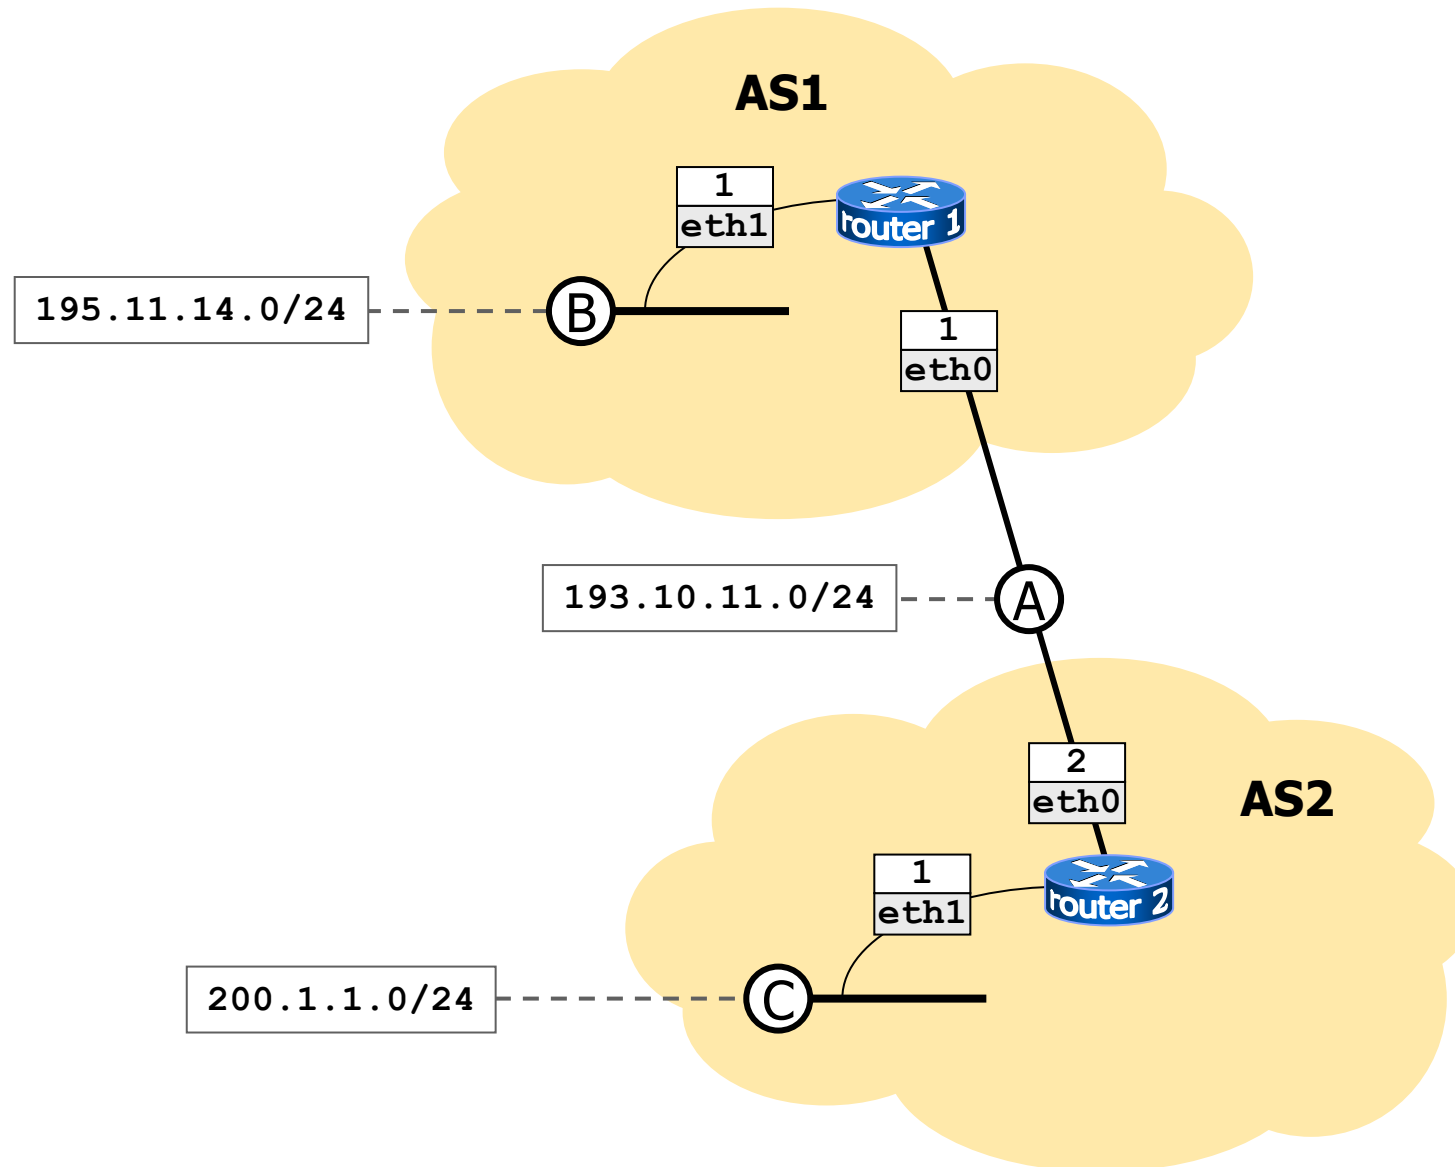 AS1
1
eth1
router 1
195.11.14.0/24
B
1
eth0
193.10.11.0/24
A
2
eth0
AS2
1
eth1
router 2
200.1.1.0/24
C